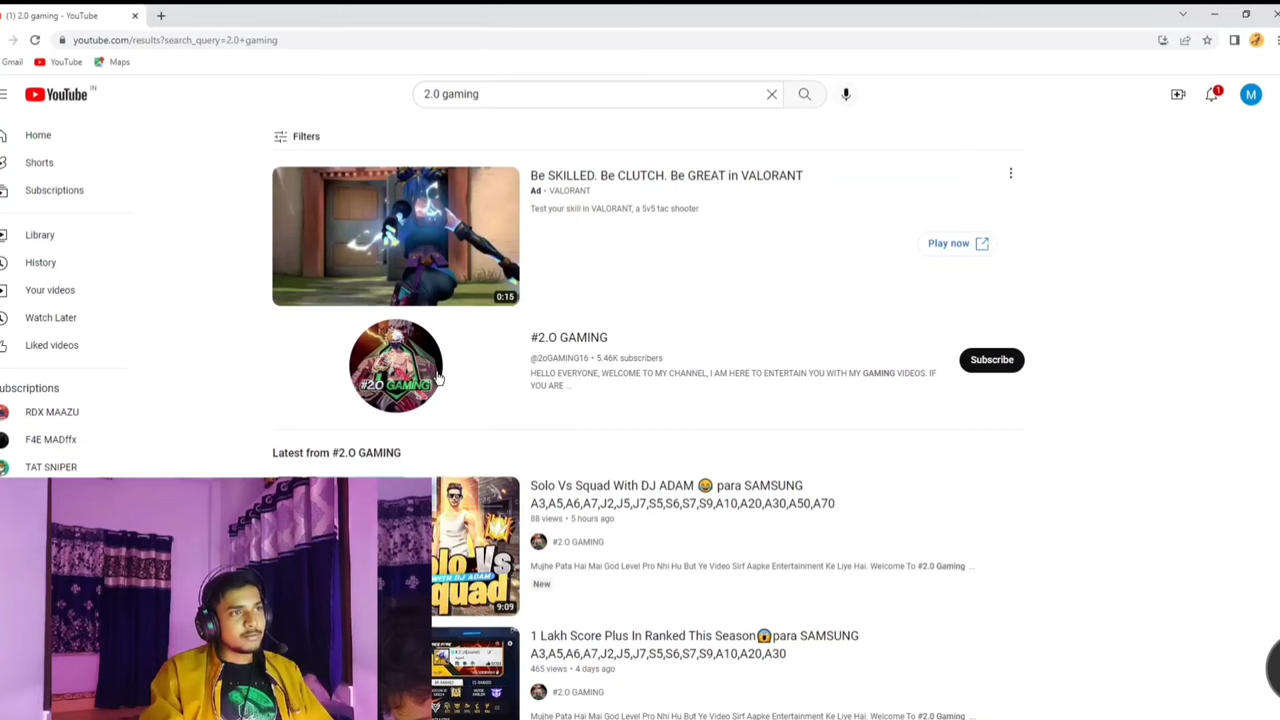 (1) 2.0 gaming - YouTube
youtube.com/results?search_query=2.0+gaming
Gmail YouTube Maps
YouTube IN
2.0 gaming
1
M
Home
Shorts
Subscriptions
Library
History
Your videos
Watch Later
Liked videos
ubscriptions
RDX MAAZU
F4E MADffx
TAT SNIPER
Filters
Be SKILLED. Be CLUTCH. Be GREAT in VALORANT
Ad · VALORANT
Test your skill in VALORANT, a 5v5 tac shooter
Play now
0:15
#2.O GAMING
#2.O GAMING
@2oGAMING16 • 5.46K subscribers
HELLO EVERYONE, WELCOME TO MY CHANNEL, I AM HERE TO ENTERTAIN YOU WITH MY GAMING VIDEOS. IF
YOU ARE ...
Subscribe
Latest from #2.O GAMING
olo Vs
WITH DJ ADAM
quad
9:09
Solo Vs Squad With DJ ADAM 😂 para SAMSUNG
A3,A5,A6,A7,J2,J5,J7,S5,S6,S7,S9,A10,A20,A30,A50,A70
88 views • 5 hours ago
#2.O GAMING
Mujhe Pata Hai Mai God Level Pro Nhi Hu But Ye Video Sirf Aapke Entertainment Ke Liye Hai. Welcome To #2.0 Gaming ...
New
1 Lakh Score Plus In Ranked This Season😱para SAMSUNG
A3,A5,A6,A7,J2,J5,J7,S5,S6,S7,S9,A10,A20,A30
465 views • 4 days ago
#2.O GAMING
Mujhe Pata Hai Mai God Level Pro Nhi Hu But Ye Video Sirf Aapke Entertainment Ke Liye Hai. Welcome To #2.0 Gaming ...